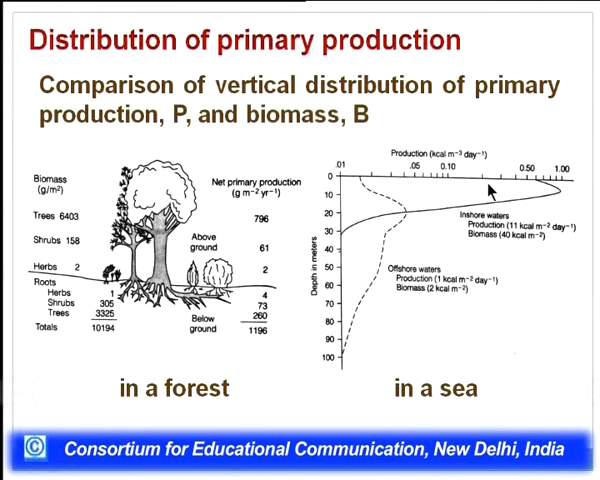 Distribution of primary production
Comparison of vertical distribution of primary
production, P, and biomass, B
Biomass
(g/m²)
Trees 6403
Shrubs 158
Herbs 2
Roots
Herbs 1
Shrubs 305
Trees 3325
Totals 10194
Above
ground
Below
ground
Net primary production
(g m⁻² yr⁻¹)
796
61
2
4
73
260
1196
in a forest
Production (kcal m⁻³ day⁻¹)
.01 .05 0.10 0.50 1.00
Depth in meters
0
10
20
30
40
50
60
70
80
90
100
Inshore waters
Production (11 kcal m⁻² day⁻¹)
Biomass (40 kcal m⁻²)
Offshore waters
Production (1 kcal m⁻² day⁻¹)
Biomass (2 kcal m⁻²)
in a sea
© Consortium for Educational Communication, New Delhi, India